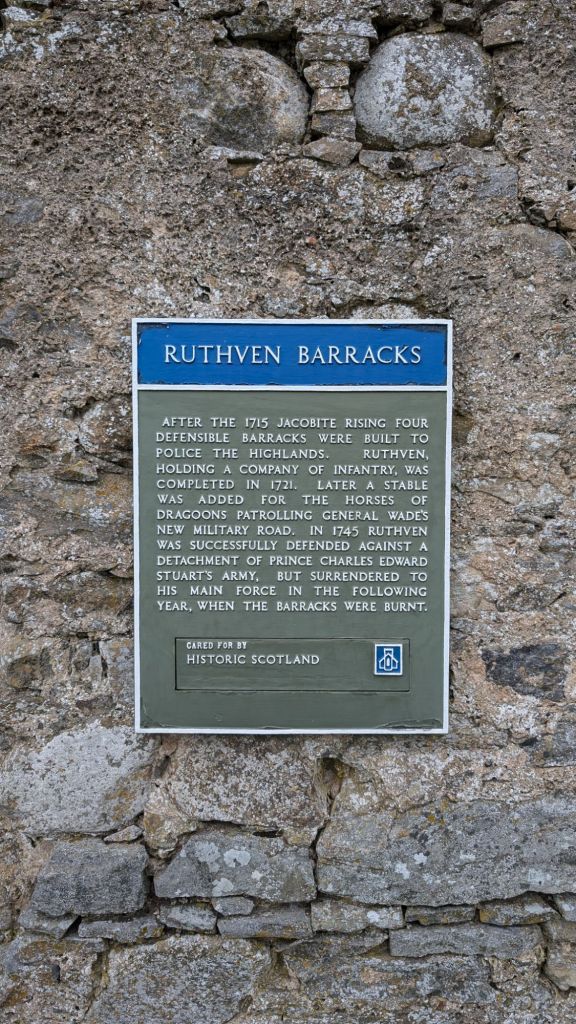 RUTHVEN BARRACKS
AFTER THE 1715 JACOBITE RISING FOUR
DEFENSIBLE BARRACKS WERE BUILT TO
POLICE THE HIGHLANDS. RUTHVEN,
HOLDING A COMPANY OF INFANTRY, WAS
COMPLETED IN 1721. LATER A STABLE
WAS ADDED FOR THE HORSES OF
DRAGOONS PATROLLING GENERAL WADE'S
NEW MILITARY ROAD. IN 1745 RUTHVEN
WAS SUCCESSFULLY DEFENDED AGAINST A
DETACHMENT OF PRINCE CHARLES EDWARD
STUART'S ARMY, BUT SURRENDERED TO
HIS MAIN FORCE IN THE FOLLOWING
YEAR, WHEN THE BARRACKS WERE BURNT.
CARED FOR BY
HISTORIC SCOTLAND